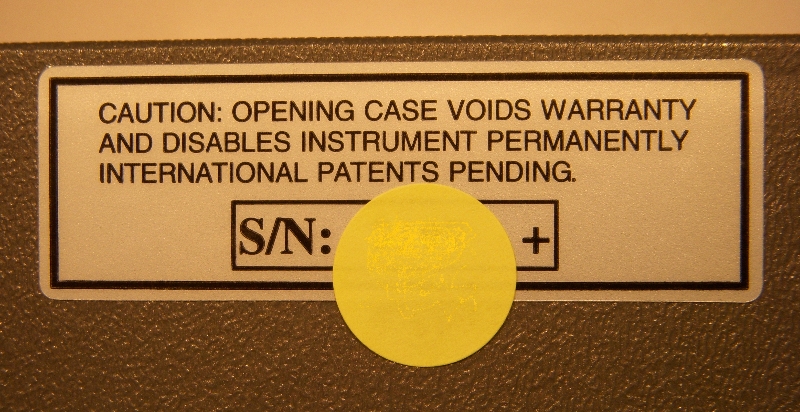 CAUTION: OPENING CASE VOIDS WARRANTY
AND DISABLES INSTRUMENT PERMANENTLY
INTERNATIONAL PATENTS PENDING.
S/N: +